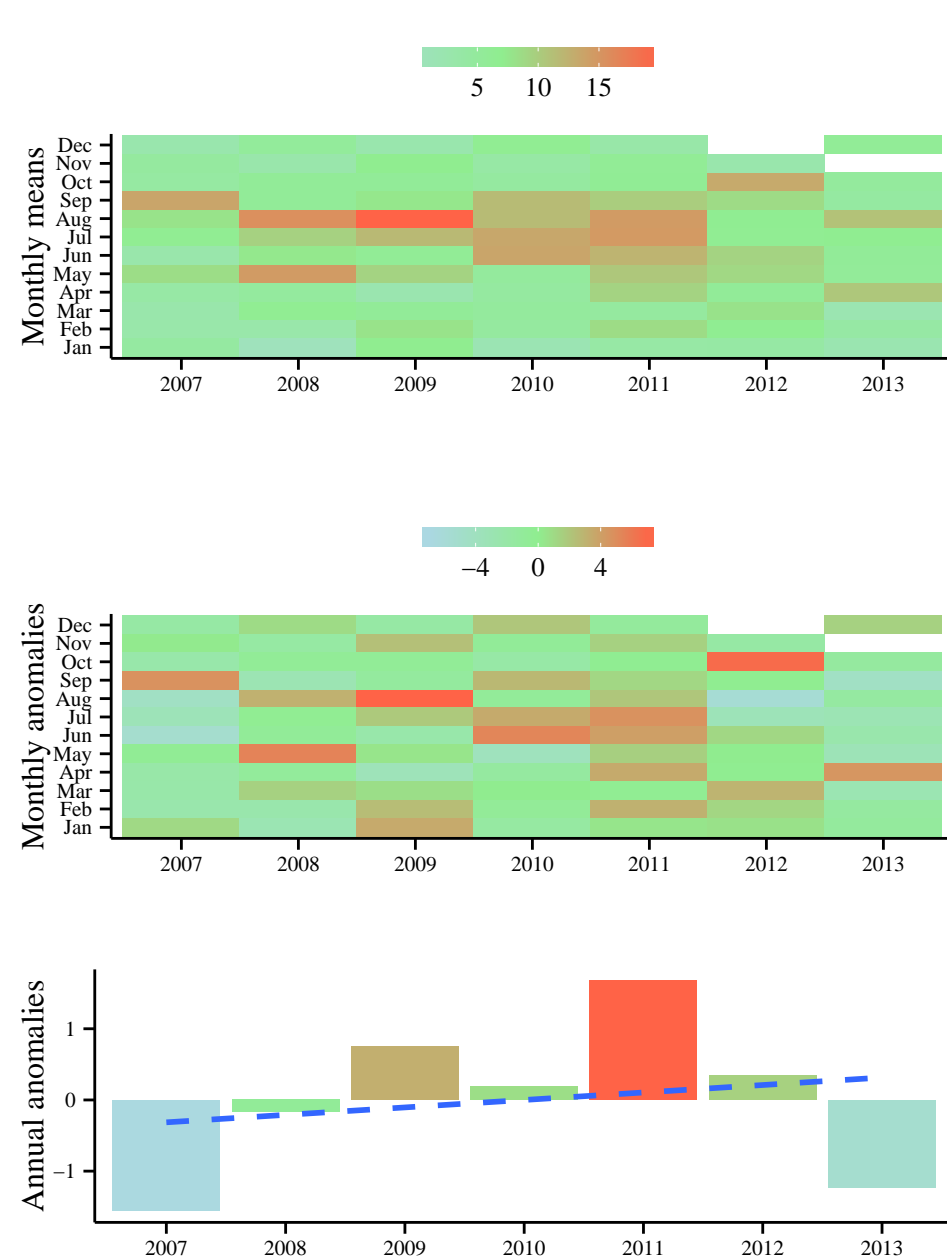 5 10 15
Monthly means
Dec
Nov
Oct
Sep
Aug
Jul
Jun
May
Apr
Mar
Feb
Jan
2007 2008 2009 2010 2011 2012 2013
−4 0 4
Monthly anomalies
Dec
Nov
Oct
Sep
Aug
Jul
Jun
May
Apr
Mar
Feb
Jan
2007 2008 2009 2010 2011 2012 2013
Annual anomalies
1
0
−1
2007 2008 2009 2010 2011 2012 2013